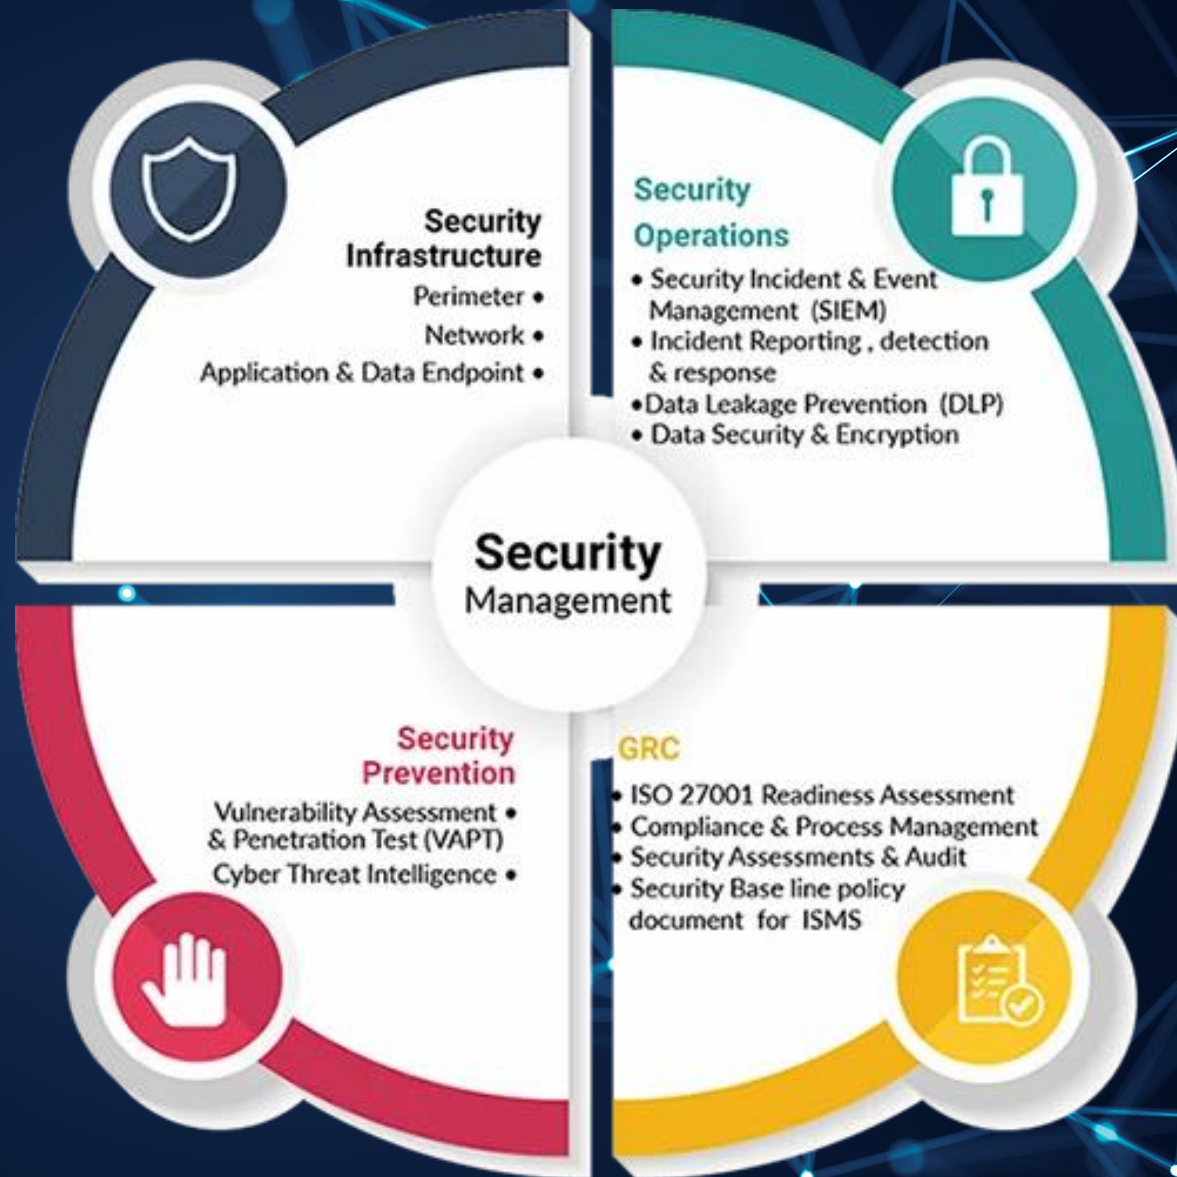 Security
Infrastructure
Perimeter •
Network •
Application & Data Endpoint •
Security
Operations
• Security Incident & Event
Management (SIEM)
• Incident Reporting , detection
& response
•Data Leakage Prevention (DLP)
• Data Security & Encryption
Security
Management
Security
Prevention
Vulnerability Assessment •
& Penetration Test (VAPT)
Cyber Threat Intelligence •
GRC
• ISO 27001 Readiness Assessment
• Compliance & Process Management
• Security Assessments & Audit
• Security Base line policy
document for ISMS